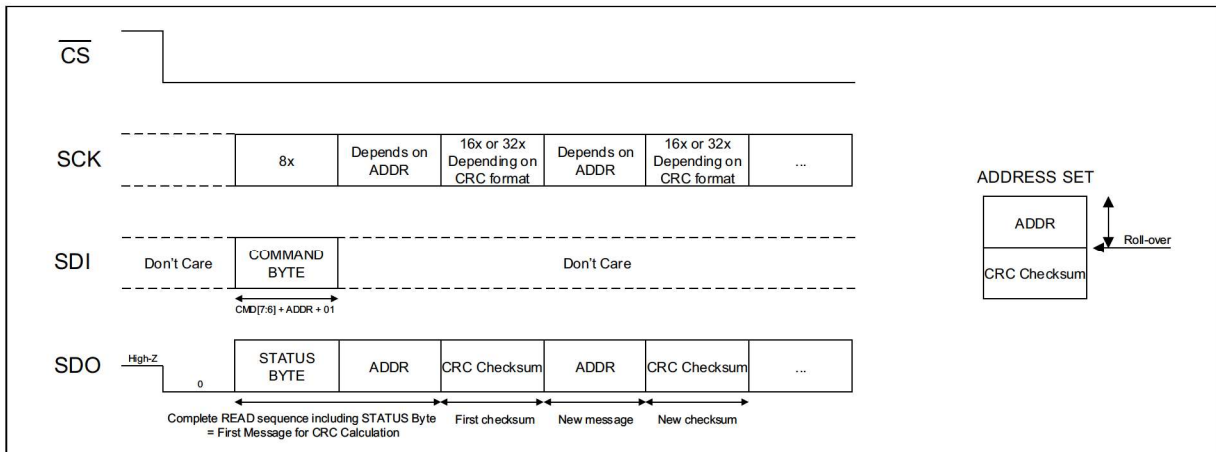 CS
SCK
8x
Depends on
ADDR
16x or 32x
Depending on
CRC format
Depends on
ADDR
16x or 32x
Depending on
CRC format
...
SDI
Don't Care
COMMAND
BYTE
Don't Care
CMD[7:6] + ADDR + 01
SDO
High-Z
0
STATUS
BYTE
ADDR
CRC Checksum
ADDR
CRC Checksum
...
Complete READ sequence including STATUS Byte
= First Message for CRC Calculation
First checksum
New message
New checksum
ADDRESS SET
ADDR
Roll-over
CRC Checksum